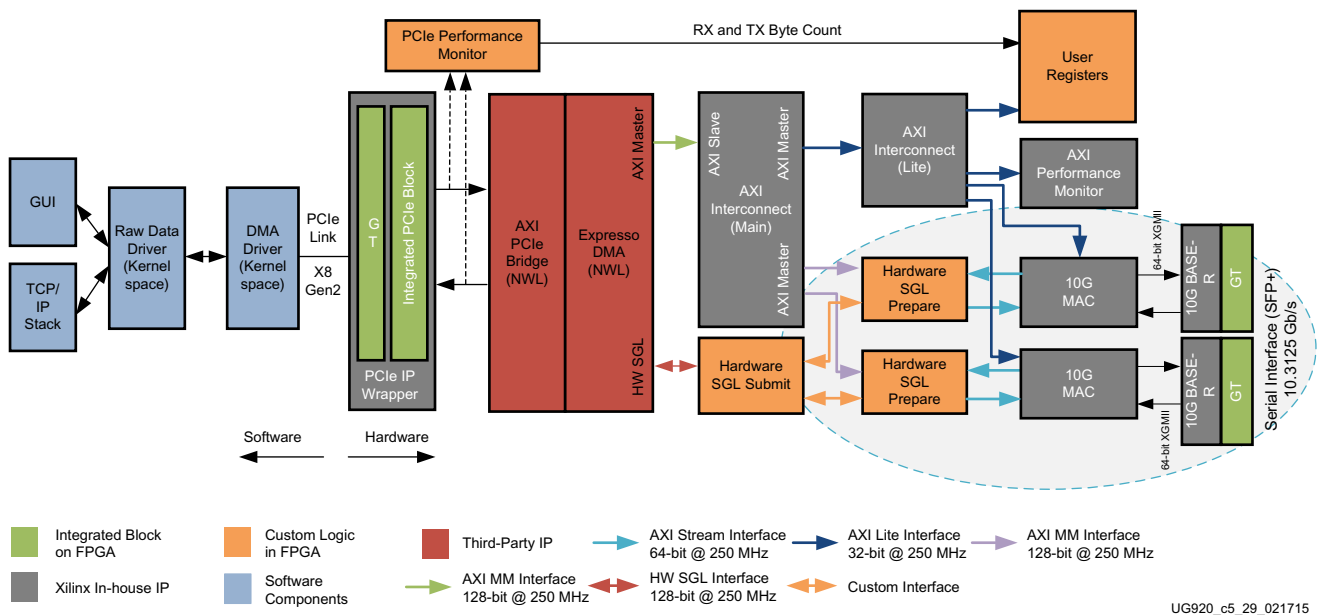 PCIe Performance
Monitor
RX and TX Byte Count
User
Registers
GUI
TCP/
IP
Stack
Raw Data
Driver
(Kernel
space)
DMA
Driver
(Kernel
space)
PCIe
Link
X8
Gen2
G
T
Integrated PCIe Block
PCIe IP
Wrapper
AXI
PCIe
Bridge
(NWL)
Expresso
DMA
(NWL)
AXI Master
HW SGL
AXI Slave
AXI Master
AXI
Interconnect
(Main)
AXI Master
AXI
Interconnect
(Lite)
AXI
Performance
Monitor
Hardware
SGL
Prepare
10G
MAC
64-bit XGMII
10G BASE-
R
GT
Hardware
SGL Submit
Hardware
SGL
Prepare
10G
MAC
64-bit XGMII
10G BASE-
R
GT
Serial Interface (SFP+)
10.3125 Gb/s
Software
Hardware
Integrated Block
on FPGA
Custom Logic
in FPGA
Third-Party IP
AXI Stream Interface
64-bit @ 250 MHz
AXI Lite Interface
32-bit @ 250 MHz
AXI MM Interface
128-bit @ 250 MHz
Xilinx In-house IP
Software
Components
AXI MM Interface
128-bit @ 250 MHz
HW SGL Interface
128-bit @ 250 MHz
Custom Interface
UG920_c5_29_021715